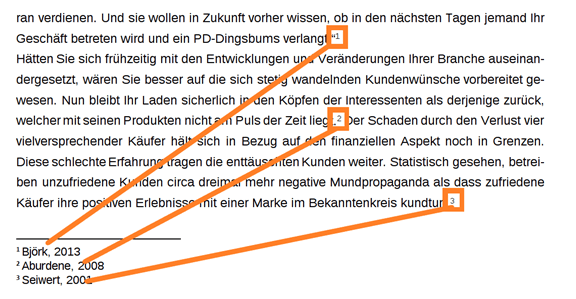 ran verdienen. Und sie wollen in Zukunft vorher wissen, ob in den nächsten Tagen jemand Ihr
Geschäft betreten wird und ein PD-Dingsbums verlangt."¹
Hätten Sie sich frühzeitig mit den Entwicklungen und Veränderungen Ihrer Branche auseinan-
dergesetzt, wären Sie besser auf die sich stetig wandelnden Kundenwünsche vorbereitet ge-
wesen. Nun bleibt Ihr Laden sicherlich in den Köpfen der Interessenten als derjenige zurück,
welcher mit seinen Produkten nicht am Puls der Zeit liegt.² Der Schaden durch den Verlust vier
vielversprechender Käufer hält sich in Bezug auf den finanziellen Aspekt noch in Grenzen.
Diese schlechte Erfahrung tragen die enttäuschten Kunden weiter. Statistisch gesehen, betrei-
ben unzufriedene Kunden circa dreimal mehr negative Mundpropaganda als dass zufriedene
Käufer ihre positiven Erlebnisse mit einer Marke im Bekanntenkreis kundtun.³
¹ Björk, 2013
² Aburdene, 2008
³ Seiwert, 2001